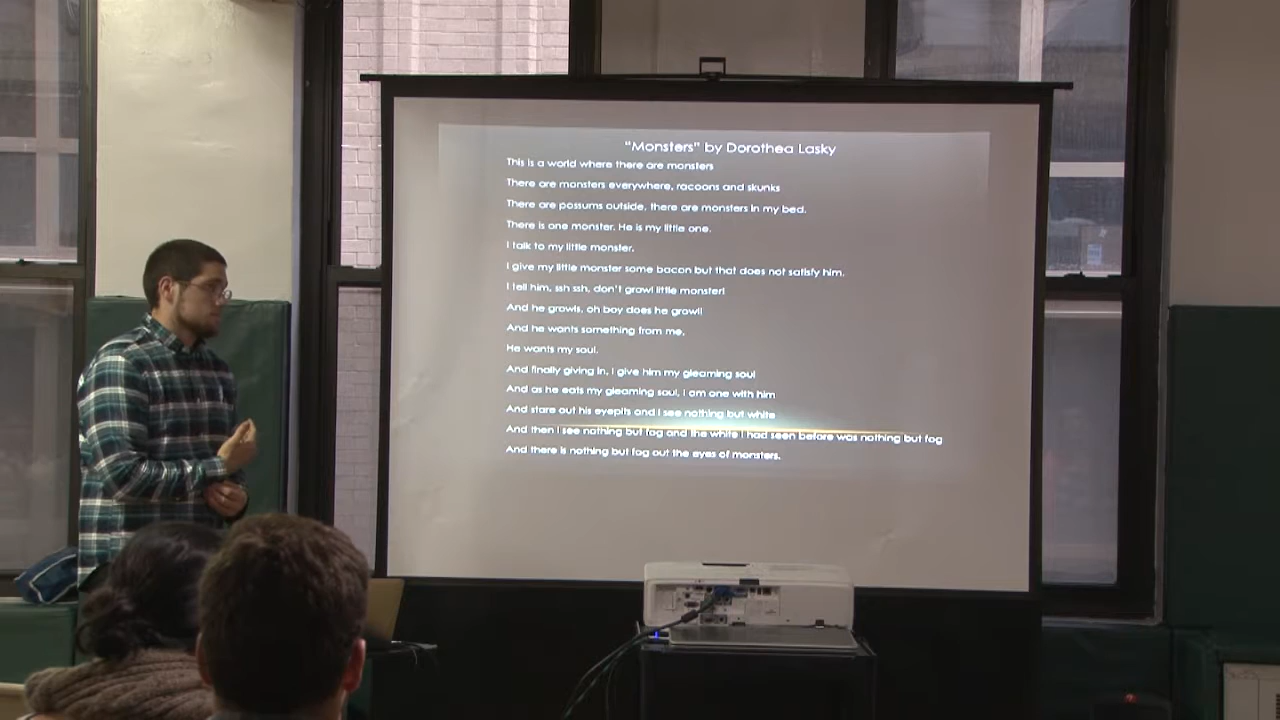 "Monsters" by Dorothea Lasky
This is a world where there are monsters
There are monsters everywhere, racoons and skunks
There are possums outside, there are monsters in my bed.
There is one monster. He is my little one.
I talk to my little monster.
I give my little monster some bacon but that does not satisfy him.
I tell him, ssh ssh, don't growl little monster!
And he growls, oh boy does he growl!
And he wants something from me,
He wants my soul.
And finally giving in, I give him my gleaming soul
And as he eats my gleaming soul, I am one with him
And stare out his eyepits and I see nothing but white
And then I see nothing but fog and the white I had seen before was nothing but fog
And there is nothing but fog out the eyes of monsters.